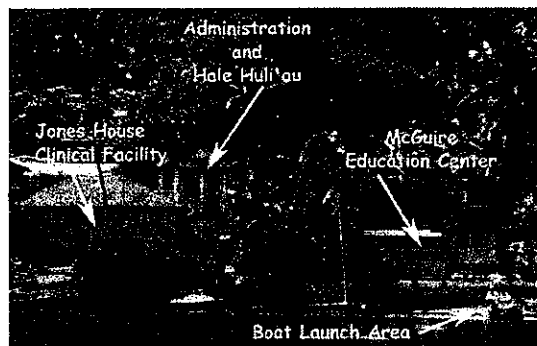 Administration
and
Hale Huli'au
Jones House
Clinical Facility
McGuire
Education Center
Boat Launch Area